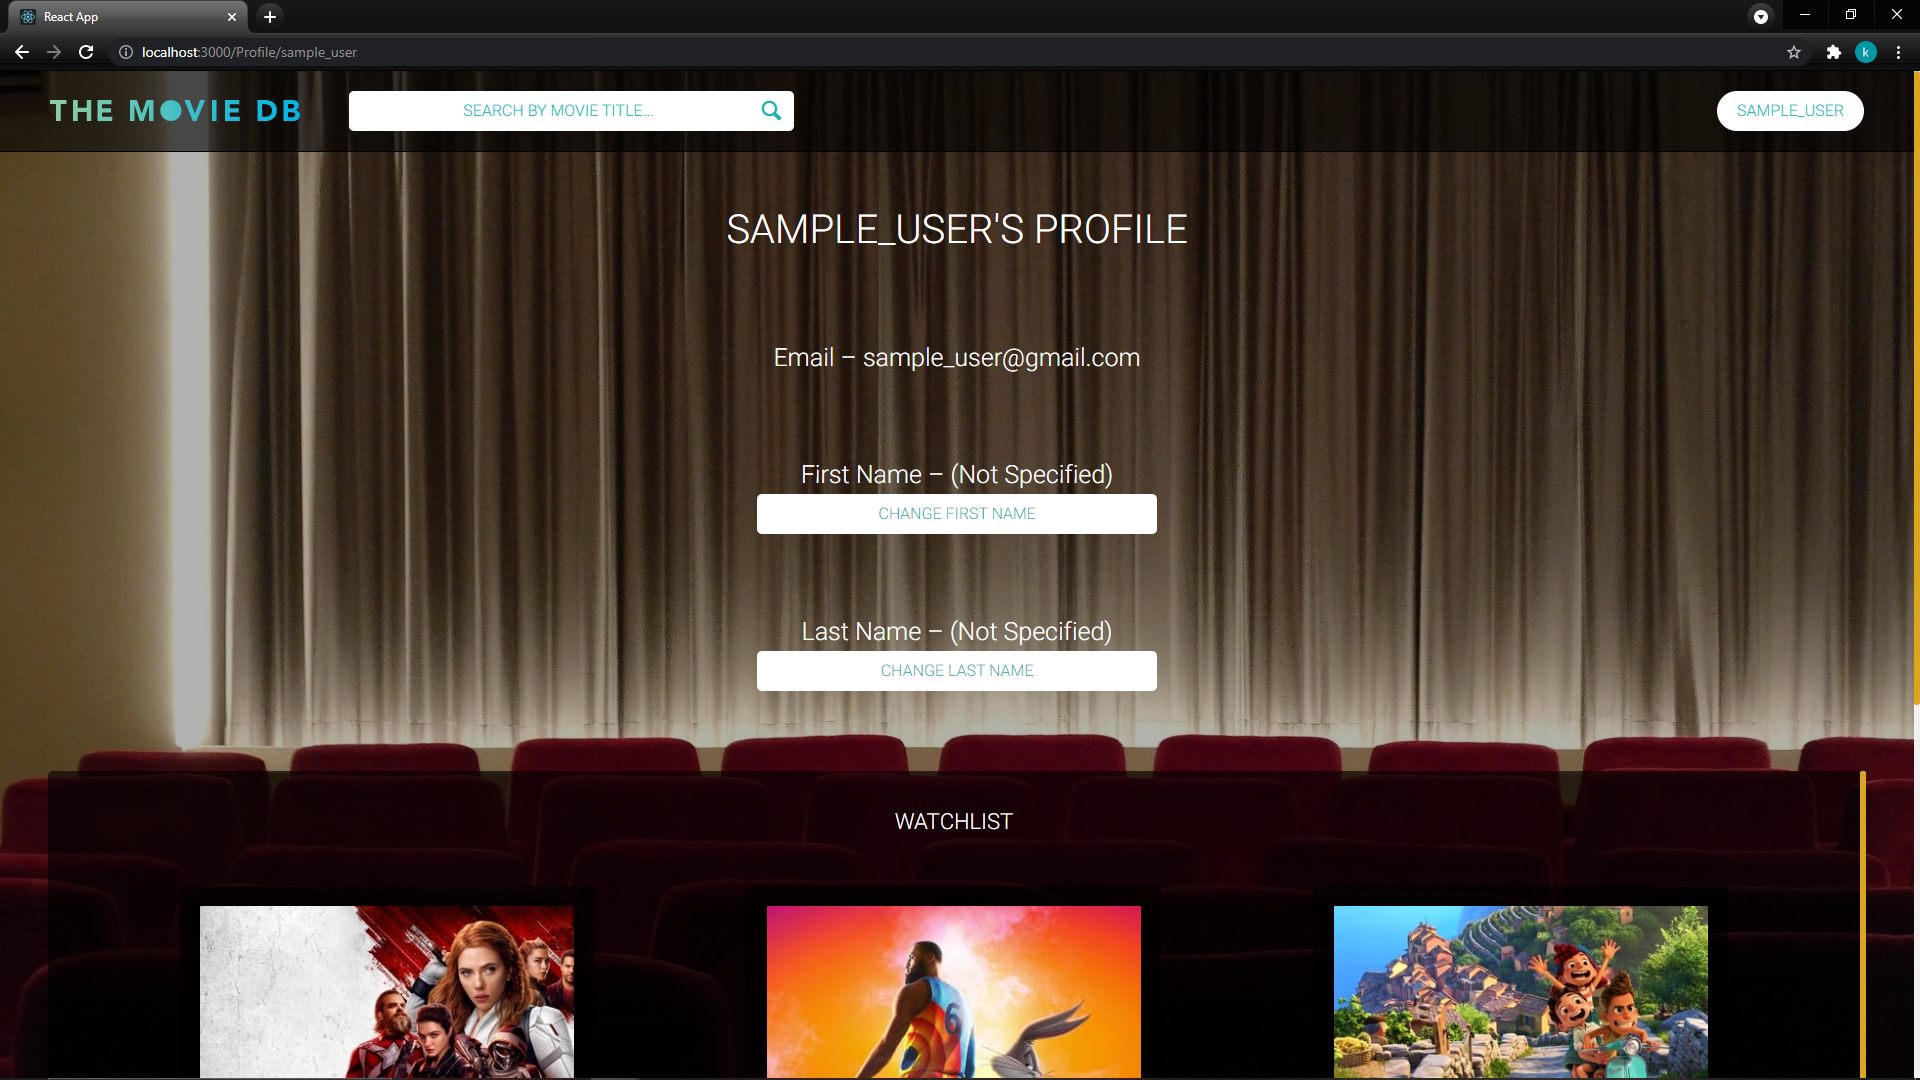 React App
localhost:3000/Profile/sample_user
k
THE MOVIE DB
SEARCH BY MOVIE TITLE...
SAMPLE_USER
SAMPLE_USER'S PROFILE
Email – sample_user@gmail.com
First Name – (Not Specified)
CHANGE FIRST NAME
Last Name – (Not Specified)
CHANGE LAST NAME
WATCHLIST
6